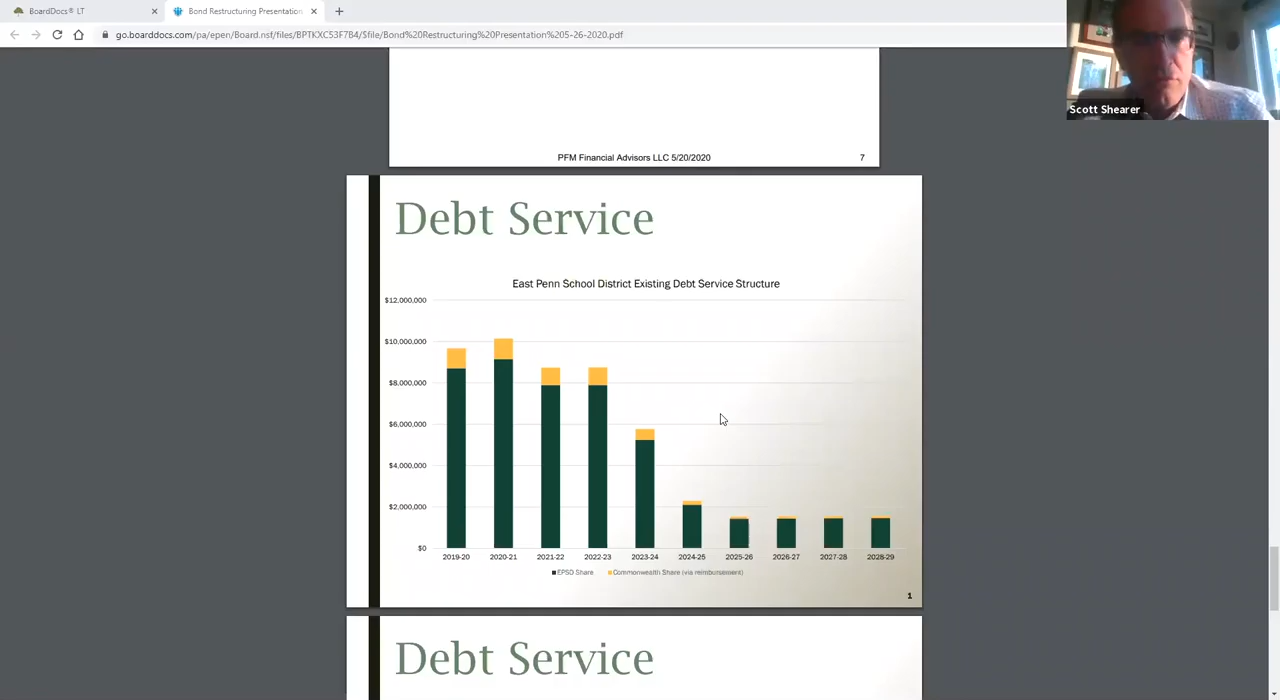 BoardDocs® LT
Bond Restructuring Presentation
go.boarddocs.com/pa/epen/Board.nsf/files/BPTKXC53F7B4/$file/Bond%20Restructuring%20Presentation%205-26-2020.pdf
Scott Shearer
PFM Financial Advisors LLC 5/20/2020 7
Debt Service
East Penn School District Existing Debt Service Structure
$12,000,000
$10,000,000
$8,000,000
$6,000,000
$4,000,000
$2,000,000
$0
2019-20 2020-21 2021-22 2022-23 2023-24 2024-25 2025-26 2026-27 2027-28 2028-29
EPSD Share Commonwealth Share (via reimbursement)
1
Debt Service